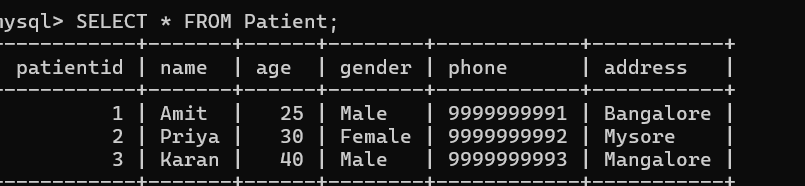 mysql> SELECT * FROM Patient;
------------+-------+------+--------+------------+-----------+
 patientid | name  | age  | gender | phone      | address   |
------------+-------+------+--------+------------+-----------+
         1 | Amit  |   25 | Male   | 9999999991 | Bangalore |
         2 | Priya |   30 | Female | 9999999992 | Mysore    |
         3 | Karan |   40 | Male   | 9999999993 | Mangalore |
------------+-------+------+--------+------------+-----------+